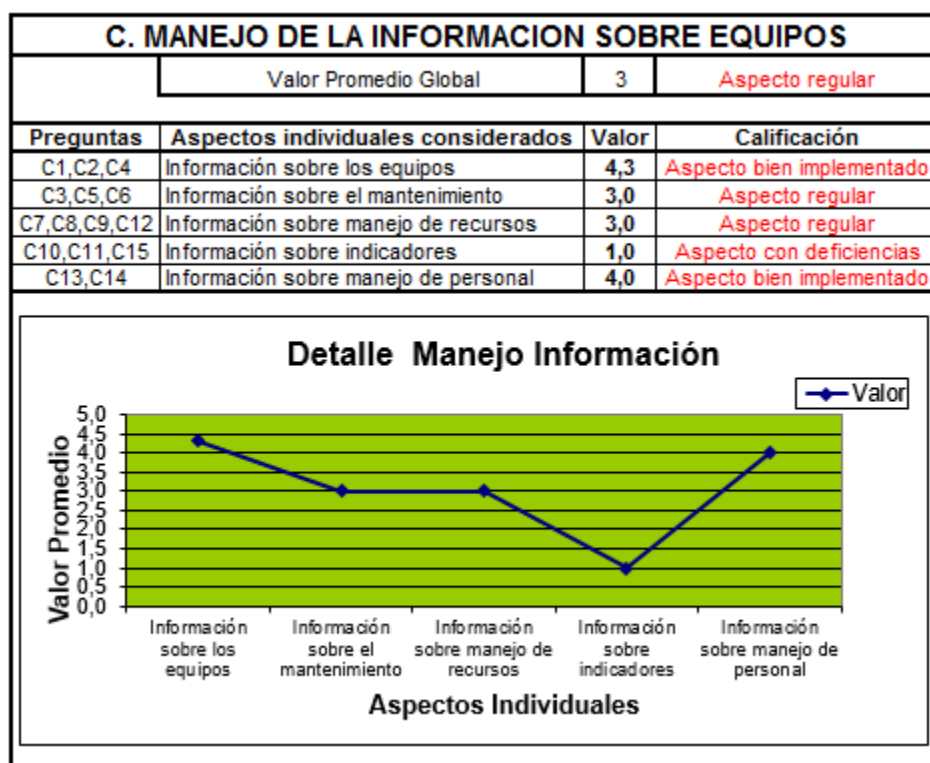 C. MANEJO DE LA INFORMACION SOBRE EQUIPOS
Valor Promedio Global 3 Aspecto regular
Preguntas Aspectos individuales considerados Valor Calificación
C1,C2,C4 Información sobre los equipos 4,3 Aspecto bien implementado
C3,C5,C6 Información sobre el mantenimiento 3,0 Aspecto regular
C7,C8,C9,C12 Información sobre manejo de recursos 3,0 Aspecto regular
C10,C11,C15 Información sobre indicadores 1,0 Aspecto con deficiencias
C13,C14 Información sobre manejo de personal 4,0 Aspecto bien implementado
Detalle Manejo Información
Valor
Valor Promedio
5,0
4,5
4,0
3,5
3,0
2,5
2,0
1,5
1,0
0,5
0,0
Información sobre los equipos
Información sobre el mantenimiento
Información sobre manejo de recursos
Información sobre indicadores
Información sobre manejo de personal
Aspectos Individuales